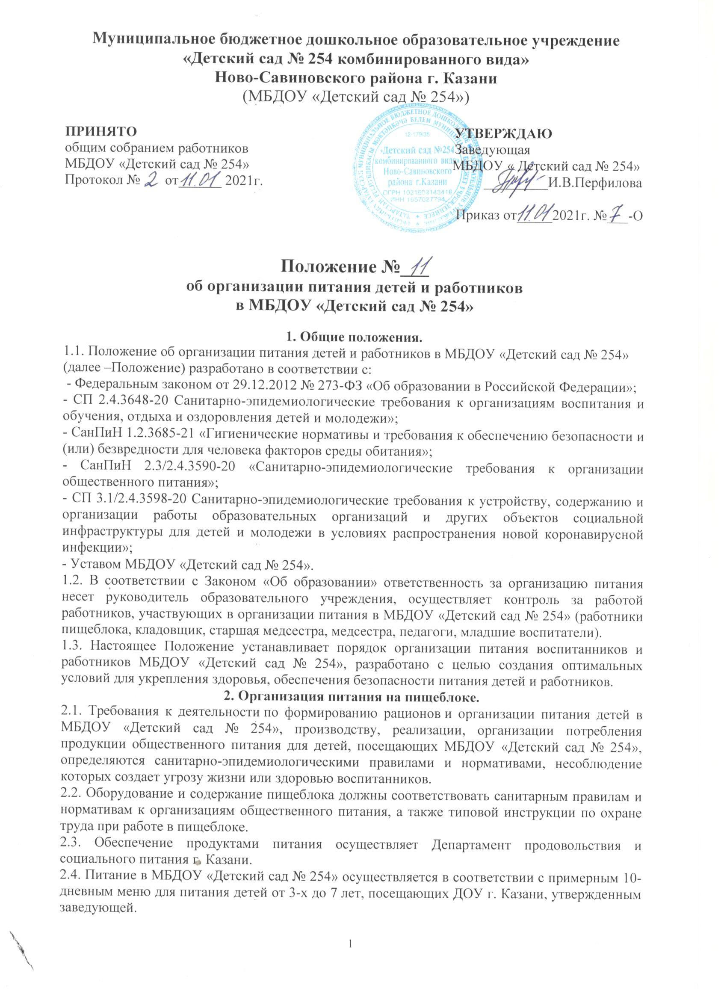 Муниципальное бюджетное дошкольное образовательное учреждение
«Детский сад № 254 комбинированного вида»
Ново-Савиновского района г. Казани
(МБДОУ «Детский сад № 254»)
ПРИНЯТО
общим собранием работников
МБДОУ «Детский сад № 254»
Протокол № 2 от 11.01 2021г.
12-179/35
«Детский сад №254
комбинированного вида»
Ново-Савиновского
района г.Казани
ОГРН 1021603143418
ИНН 1657027794
УТВЕРЖДАЮ
Заведующая
МБДОУ « Детский сад № 254»
И.В.Перфилова
Приказ от 11.01 2021г. № 7 -О
Положение № 11
об организации питания детей и работников
в МБДОУ «Детский сад № 254»
1. Общие положения.
1.1. Положение об организации питания детей и работников в МБДОУ «Детский сад № 254»
(далее –Положение) разработано в соответствии с:
- Федеральным законом от 29.12.2012 № 273-ФЗ «Об образовании в Российской Федерации»;
- СП 2.4.3648-20 Санитарно-эпидемиологические требования к организациям воспитания и
обучения, отдыха и оздоровления детей и молодежи»;
- СанПиН 1.2.3685-21 «Гигиенические нормативы и требования к обеспечению безопасности и
(или) безвредности для человека факторов среды обитания»;
- СанПиН 2.3/2.4.3590-20 «Санитарно-эпидемиологические требования к организации
общественного питания»;
- СП 3.1/2.4.3598-20 Санитарно-эпидемиологические требования к устройству, содержанию и
организации работы образовательных организаций и других объектов социальной
инфраструктуры для детей и молодежи в условиях распространения новой коронавирусной
инфекции»;
- Уставом МБДОУ «Детский сад № 254».
1.2. В соответствии с Законом «Об образовании» ответственность за организацию питания
несет руководитель образовательного учреждения, осуществляет контроль за работой
работников, участвующих в организации питания в МБДОУ «Детский сад № 254» (работники
пищеблока, кладовщик, старшая медсестра, медсестра, педагоги, младшие воспитатели).
1.3. Настоящее Положение устанавливает порядок организации питания воспитанников и
работников МБДОУ «Детский сад № 254», разработано с целью создания оптимальных
условий для укрепления здоровья, обеспечения безопасности питания детей и работников.
2. Организация питания на пищеблоке.
2.1. Требования к деятельности по формированию рационов и организации питания детей в
МБДОУ «Детский сад № 254», производству, реализации, организации потребления
продукции общественного питания для детей, посещающих МБДОУ «Детский сад № 254»,
определяются санитарно-эпидемиологическими правилами и нормативами, несоблюдение
которых создает угрозу жизни или здоровью воспитанников.
2.2. Оборудование и содержание пищеблока должны соответствовать санитарным правилам и
нормативам к организациям общественного питания, а также типовой инструкции по охране
труда при работе в пищеблоке.
2.3. Обеспечение продуктами питания осуществляет Департамент продовольствия и
социального питания г. Казани.
2.4. Питание в МБДОУ «Детский сад № 254» осуществляется в соответствии с примерным 10-
дневным меню для питания детей от 3-х до 7 лет, посещающих ДОУ г. Казани, утвержденным
заведующей.
1